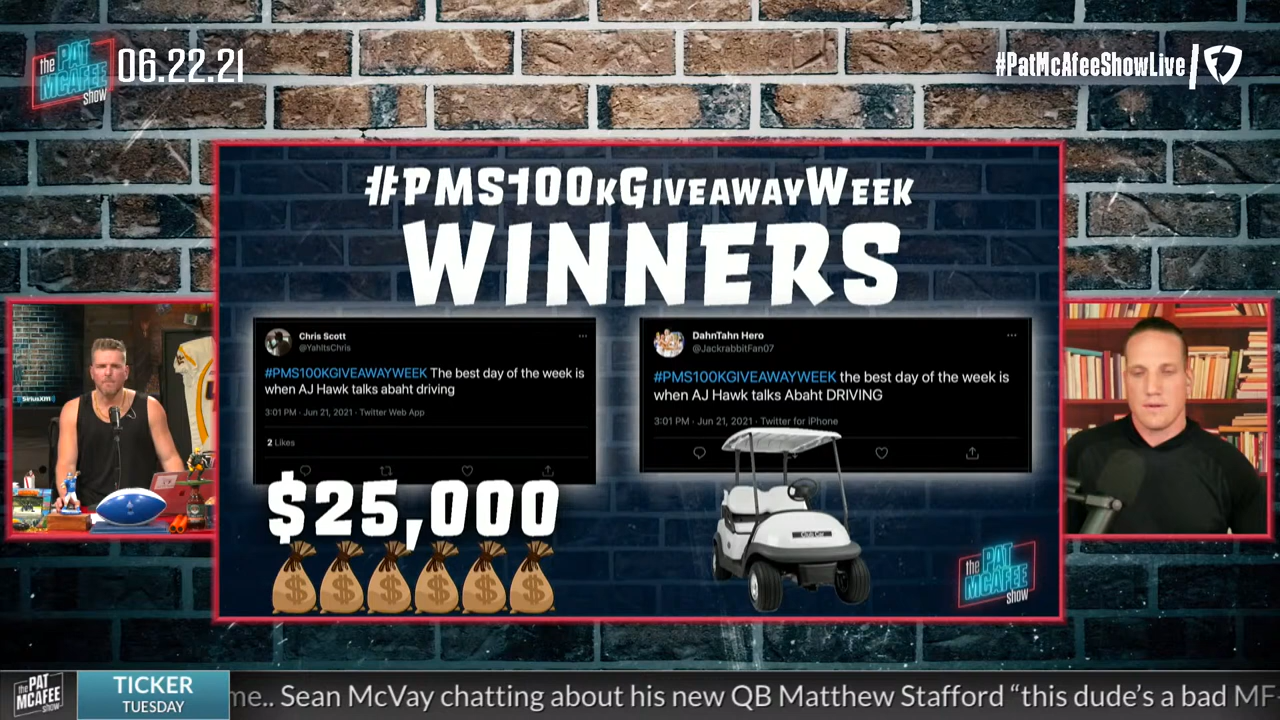 the PAT MCAFEE show
06.22.21
#PatMcAfeeShowLive
#PMS100KGIVEAWAYWEEK
WINNERS
Chris Scott
@YahItsChris
#PMS100KGIVEAWAYWEEK The best day of the week is
when AJ Hawk talks abaht driving
3:01 PM · Jun 21, 2021 · Twitter Web App
2 Likes
$25,000
DahnTahn Hero
@JackrabbitFan07
#PMS100KGIVEAWAYWEEK the best day of the week is
when AJ Hawk talks Abaht DRIVING
3:01 PM · Jun 21, 2021 · Twitter for iPhone
Club Car
the PAT MCAFEE show
SiriusXM
the PAT MCAFEE show
TICKER
TUESDAY
me.. Sean McVay chatting about his new QB Matthew Stafford “this dude’s a bad MF